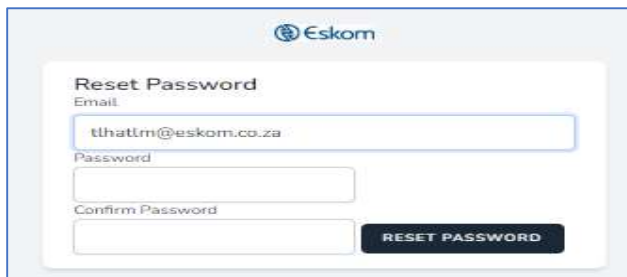 Eskom
Reset Password
Email
tlhatlm@eskom.co.za
Password
Confirm Password
RESET PASSWORD